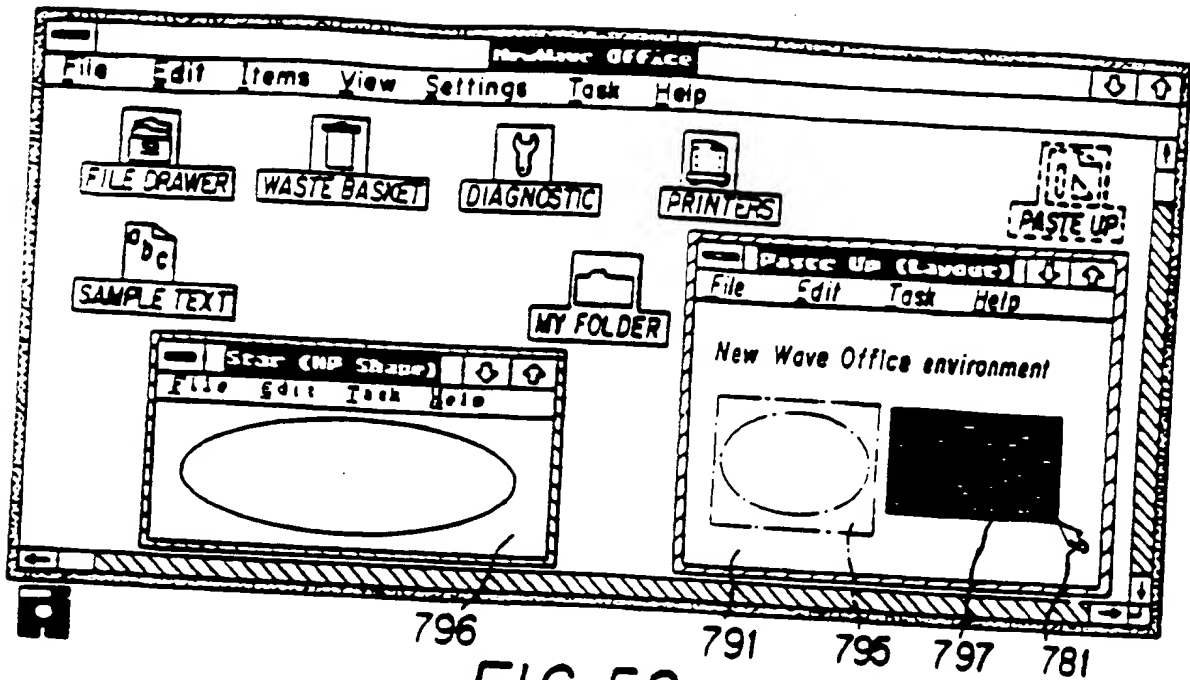 NewWave Office
File Edit Items View Settings Task Help
FILE DRAWER
WASTE BASKET
DIAGNOSTIC
PRINTERS
PASTE UP
abc
SAMPLE TEXT
MY FOLDER
Paste Up (Layout)
File Edit Task Help
New Wave Office environment
Star (HP Shape)
File Edit Task Help
796
791
795
797
781